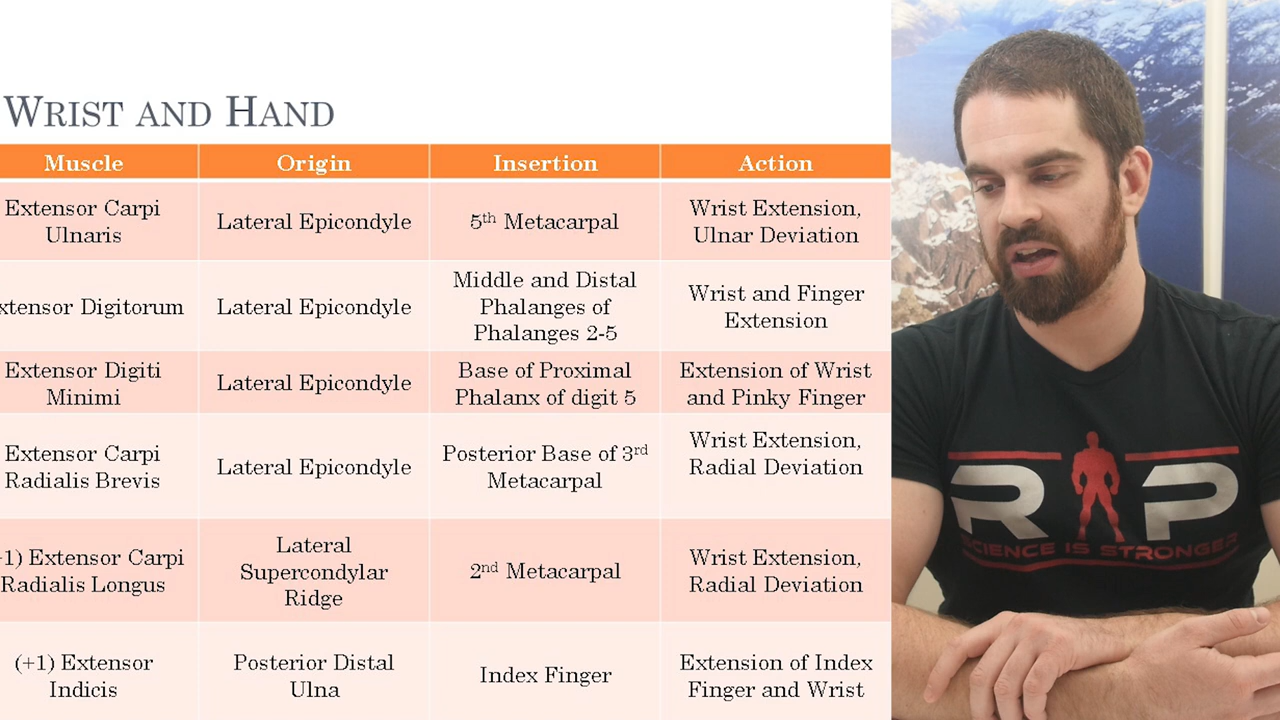 WRIST AND HAND
Muscle
Origin
Insertion
Action
Extensor Carpi
Ulnaris
Lateral Epicondyle
5th Metacarpal
Wrist Extension,
Ulnar Deviation
xtensor Digitorum
Lateral Epicondyle
Middle and Distal
Phalanges of
Phalanges 2-5
Wrist and Finger
Extension
Extensor Digiti
Minimi
Lateral Epicondyle
Base of Proximal
Phalanx of digit 5
Extension of Wrist
and Pinky Finger
Extensor Carpi
Radialis Brevis
Lateral Epicondyle
Posterior Base of 3rd
Metacarpal
Wrist Extension,
Radial Deviation
+1) Extensor Carpi
Radialis Longus
Lateral
Supercondylar
Ridge
2nd Metacarpal
Wrist Extension,
Radial Deviation
(+1) Extensor
Indicis
Posterior Distal
Ulna
Index Finger
Extension of Index
Finger and Wrist
R P
SCIENCE IS STRONGER